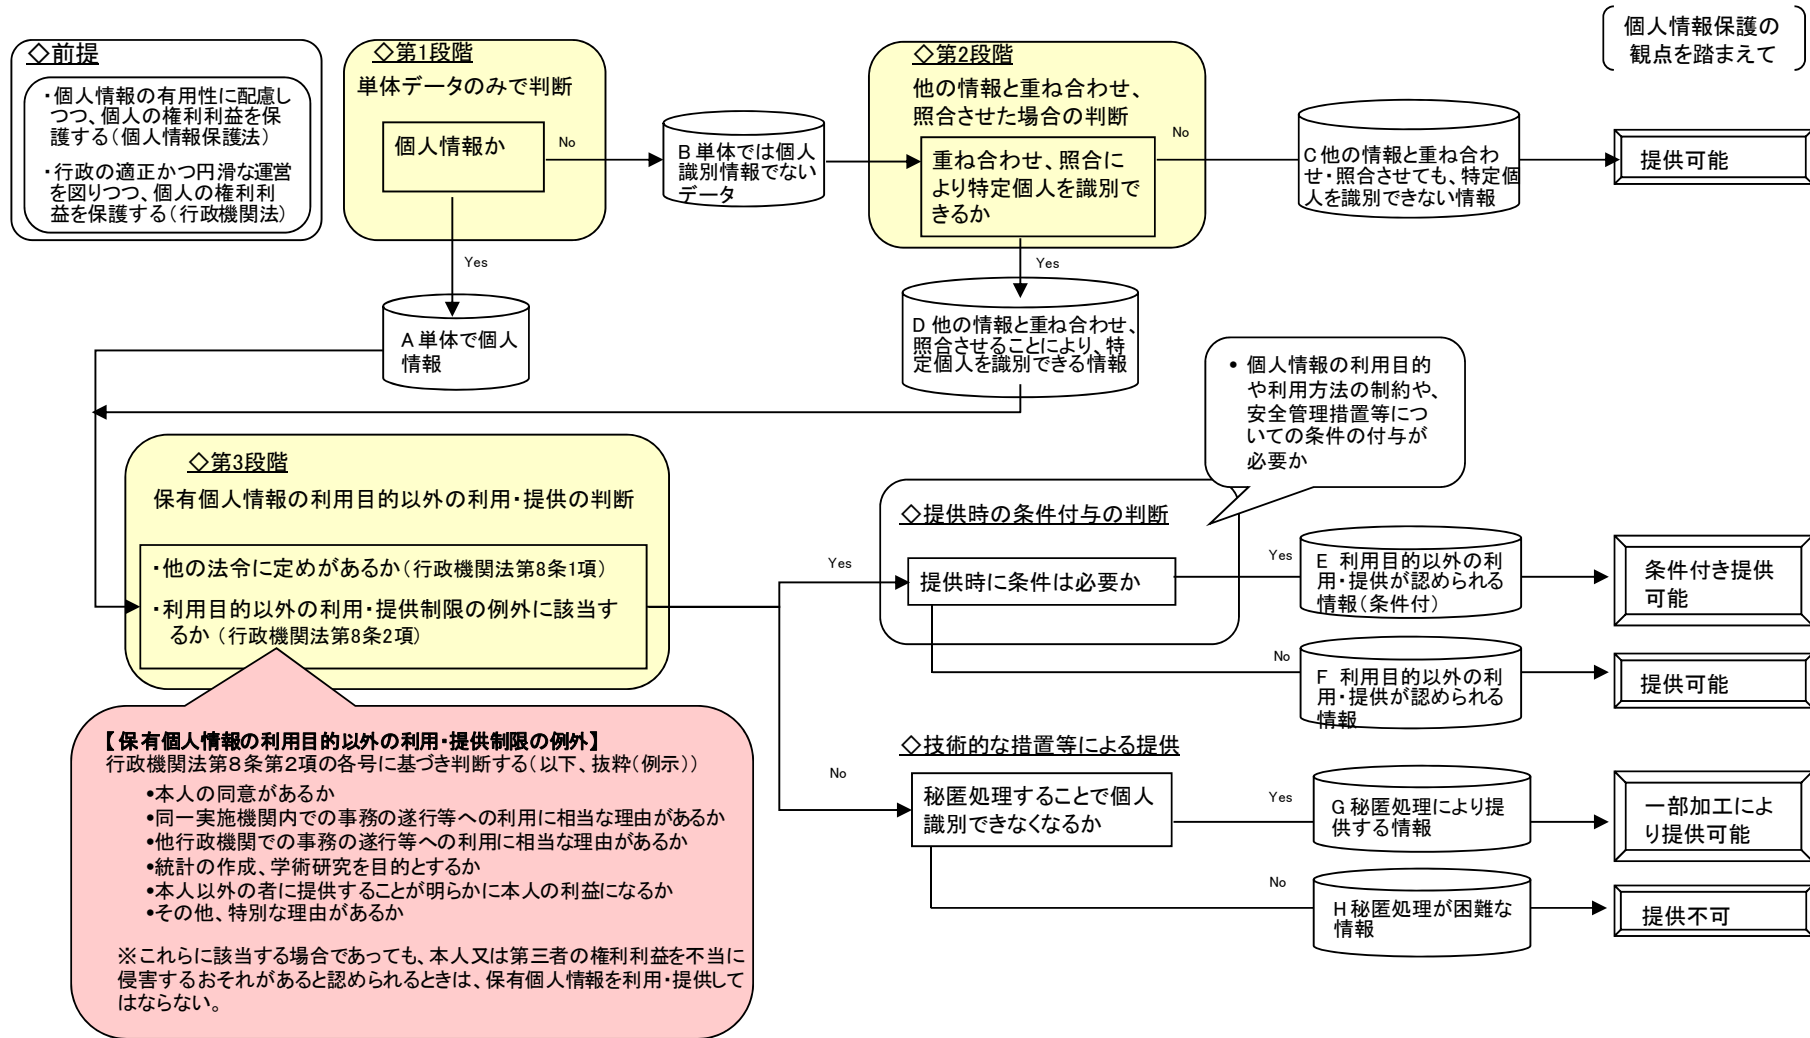 個人情報保護の
観点を踏まえて
◇前提
・個人情報の有用性に配慮し
つつ、個人の権利利益を保
護する（個人情報保護法）
・行政の適正かつ円滑な運営
を図りつつ、個人の権利利
益を保護する（行政機関法）
◇第1段階
単体データのみで判断
個人情報か
No
Yes
B 単体では個人
識別情報でない
データ
◇第2段階
他の情報と重ね合わせ、
照合させた場合の判断
重ね合わせ、照合に
より特定個人を識別で
きるか
No
Yes
C 他の情報と重ね合わ
せ・照合させても、特定個
人を識別できない情報
提供可能
A 単体で個人
情報
D 他の情報と重ね合わせ、
照合させることにより、特
定個人を識別できる情報
• 個人情報の利用目的
や利用方法の制約や、
安全管理措置等につ
いての条件の付与が
必要か
◇第3段階
保有個人情報の利用目的以外の利用・提供の判断
・他の法令に定めがあるか（行政機関法第8条1項）
・利用目的以外の利用・提供制限の例外に該当す
るか（行政機関法第8条2項）
Yes
No
◇提供時の条件付与の判断
提供時に条件は必要か
Yes
E 利用目的以外の利
用・提供が認められる
情報（条件付）
条件付き提供
可能
No
F 利用目的以外の利
用・提供が認められる
情報
提供可能
◇技術的な措置等による提供
秘匿処理することで個人
識別できなくなるか
Yes
G 秘匿処理により提
供する情報
一部加工によ
り提供可能
No
H 秘匿処理が困難な
情報
提供不可
【保有個人情報の利用目的以外の利用・提供制限の例外】
行政機関法第８条第２項の各号に基づき判断する（以下、抜粋（例示））
•本人の同意があるか
•同一実施機関内での事務の遂行等への利用に相当な理由があるか
•他行政機関での事務の遂行等への利用に相当な理由があるか
•統計の作成、学術研究を目的とするか
•本人以外の者に提供することが明らかに本人の利益になるか
•その他、特別な理由があるか
※これらに該当する場合であっても、本人又は第三者の権利利益を不当に
侵害するおそれがあると認められるときは、保有個人情報を利用・提供して
はならない。